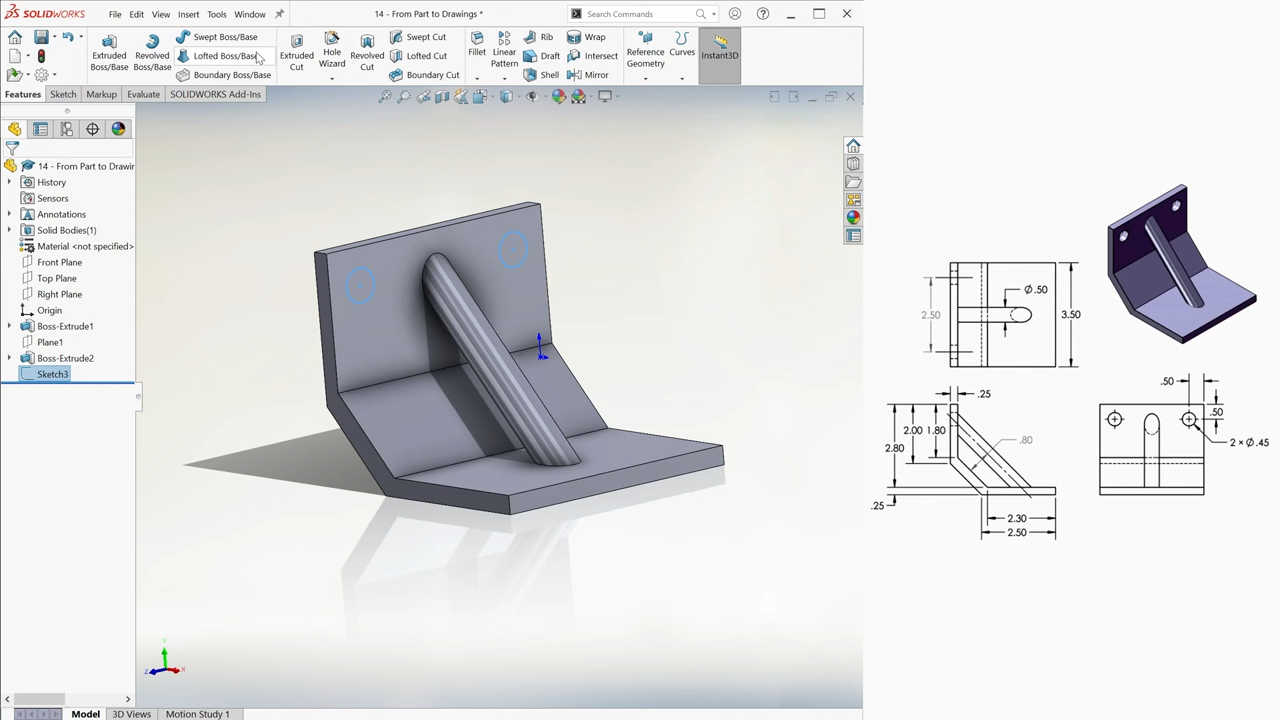 SOLIDWORKS
File Edit View Insert Tools Window
14 - From Part to Drawings *
Search Commands
Extruded Boss/Base
Revolved Boss/Base
Swept Boss/Base
Lofted Boss/Base
Boundary Boss/Base
Extruded Cut
Hole Wizard
Revolved Cut
Swept Cut
Lofted Cut
Boundary Cut
Fillet
Linear Pattern
Rib
Draft
Shell
Wrap
Intersect
Mirror
Reference Geometry
Curves
Instant3D
Features Sketch Markup Evaluate SOLIDWORKS Add-Ins
14 - From Part to Drawin
History
Sensors
Annotations
Solid Bodies(1)
Material <not specified>
Front Plane
Top Plane
Right Plane
Origin
Boss-Extrude1
Plane1
Boss-Extrude2
Sketch3
Y
Z
X
Model 3D Views Motion Study 1
Ø.50
2.50
3.50
.25
2.80
2.00
1.80
.80
.25
2.30
2.50
.50
.50
2 × Ø.45